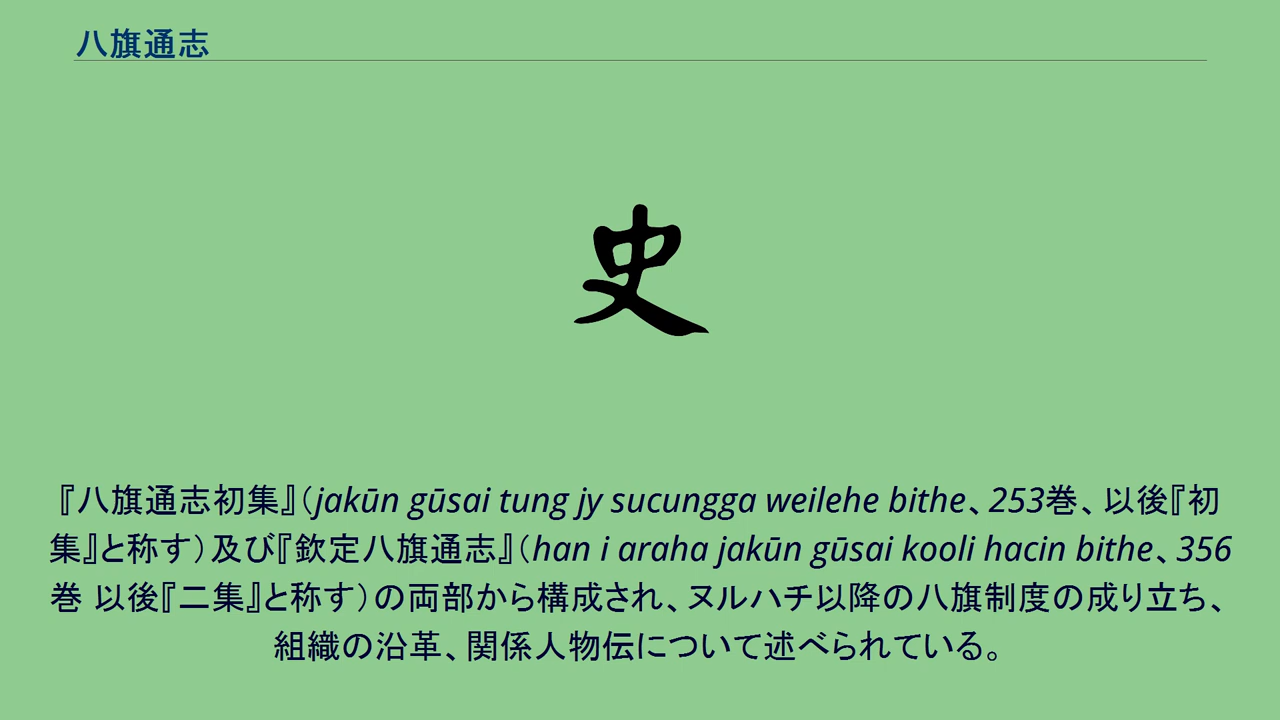 八旗通志
史
『八旗通志初集』（jakūn gūsai tung jy sucungga weilehe bithe、253巻、以後『初
集』と称す）及び『欽定八旗通志』（han i araha jakūn gūsai kooli hacin bithe、356
巻 以後『二集』と称す）の両部から構成され、ヌルハチ以降の八旗制度の成り立ち、
組織の沿革、関係人物伝について述べられている。